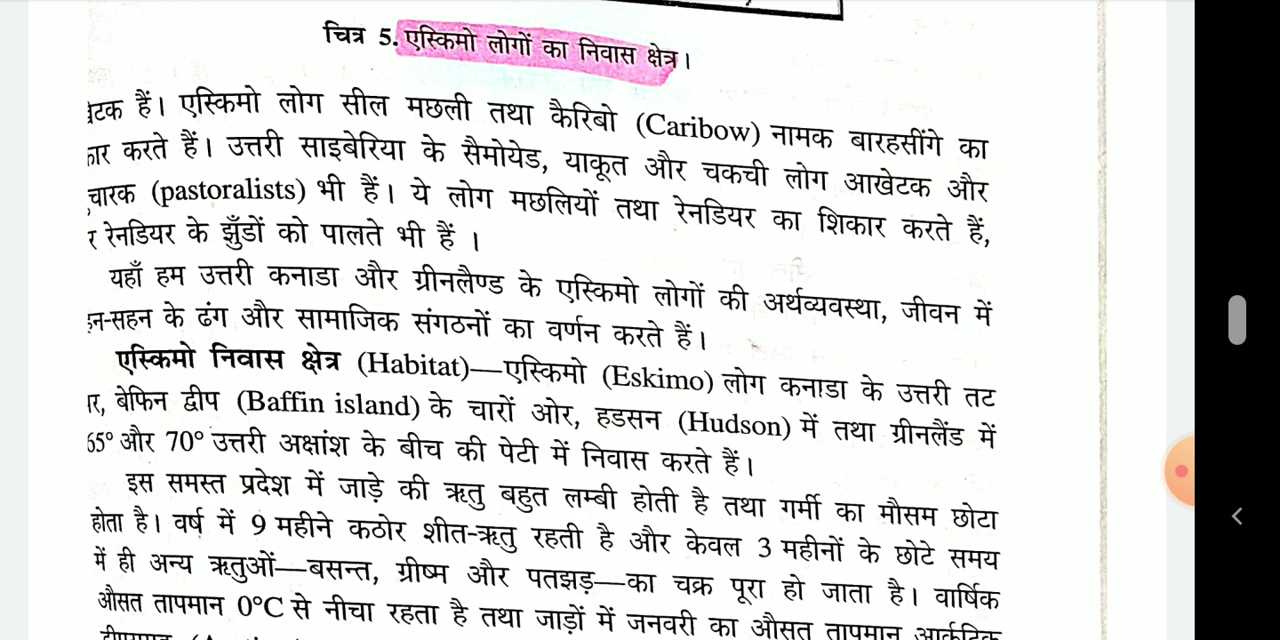 चित्र 5. एस्किमो लोगों का निवास क्षेत्र।
हैं। एस्किमो लोग सील मछली तथा कैरिबो (Caribow) नामक बारहसींगे का
करते हैं। उत्तरी साइबेरिया के सैमोयेड, याकूत और चकची लोग आखेटक और
चारक (pastoralists) भी हैं। ये लोग मछलियों तथा रेनडियर का शिकार करते हैं,
र रेनडियर के झुँडों को पालते भी हैं ।
यहाँ हम उत्तरी कनाडा और ग्रीनलैण्ड के एस्किमो लोगों की अर्थव्यवस्था, जीवन में
न-सहन के ढंग और सामाजिक संगठनों का वर्णन करते हैं।
एस्किमो निवास क्षेत्र (Habitat)—एस्किमो (Eskimo) लोग कनाडा के उत्तरी तट
र, बेफिन द्वीप (Baffin island) के चारों ओर, हडसन (Hudson) में तथा ग्रीनलैंड में
65° और 70° उत्तरी अक्षांश के बीच की पेटी में निवास करते हैं।
इस समस्त प्रदेश में जाड़े की ऋतु बहुत लम्बी होती है तथा गर्मी का मौसम छोटा
होता है। वर्ष में 9 महीने कठोर शीत-ऋतु रहती है और केवल 3 महीनों के छोटे समय
में ही अन्य ऋतुओं—बसन्त, ग्रीष्म और पतझड़—का चक्र पूरा हो जाता है। वार्षिक
औसत तापमान 0°C से नीचा रहता है तथा जाड़ों में जनवरी का औसत तापमान आर्कटिक